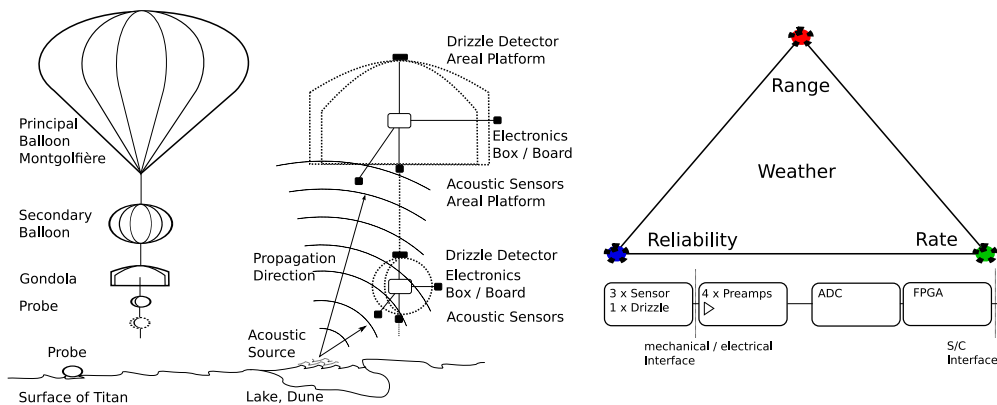 Principal
Balloon
Montgolfière
Secondary
Balloon
Gondola
Probe
Probe
Surface of Titan
Drizzle Detector
Areal Platform
Electronics
Box / Board
Acoustic Sensors
Areal Platform
Propagation
Direction
Drizzle Detector
Electronics
Box / Board
Acoustic Sensors
Acoustic
Source
Lake, Dune
Range
Weather
Reliability
Rate
3 x Sensor
1 x Drizzle
4 x Preamps
ADC
FPGA
mechanical / electrical
Interface
S/C
Interface